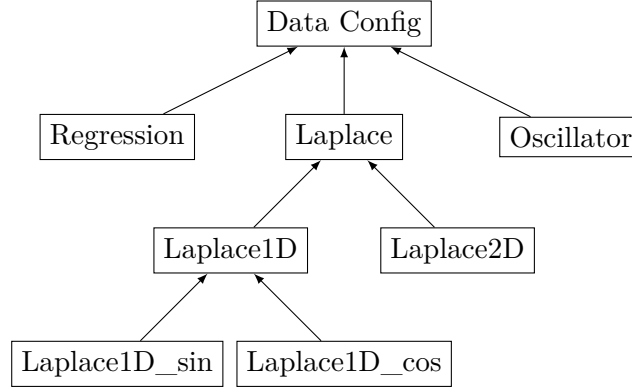 Data Config
Regression
Laplace
Oscillator
Laplace1D
Laplace2D
Laplace1D_sin
Laplace1D_cos